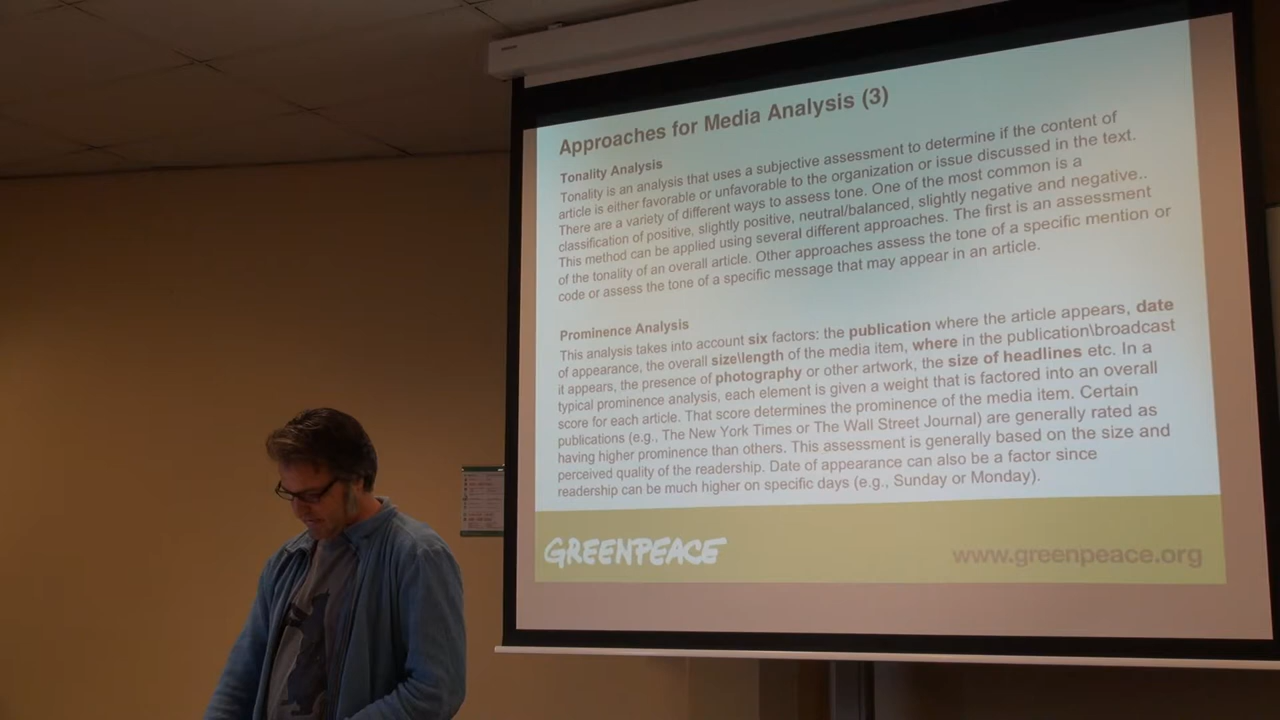 Approaches for Media Analysis (3)
Tonality Analysis
Tonality is an analysis that uses a subjective assessment to determine if the content of
article is either favorable or unfavorable to the organization or issue discussed in the text.
There are a variety of different ways to assess tone. One of the most common is a
classification of positive, slightly positive, neutral/balanced, slightly negative and negative..
This method can be applied using several different approaches. The first is an assessment
of the tonality of an overall article. Other approaches assess the tone of a specific mention or
code or assess the tone of a specific message that may appear in an article.
Prominence Analysis
This analysis takes into account six factors: the publication where the article appears, date
of appearance, the overall size\length of the media item, where in the publication\broadcast
it appears, the presence of photography or other artwork, the size of headlines etc. In a
typical prominence analysis, each element is given a weight that is factored into an overall
score for each article. That score determines the prominence of the media item. Certain
publications (e.g., The New York Times or The Wall Street Journal) are generally rated as
having higher prominence than others. This assessment is generally based on the size and
perceived quality of the readership. Date of appearance can also be a factor since
readership can be much higher on specific days (e.g., Sunday or Monday).
GREENPEACE
www.greenpeace.org